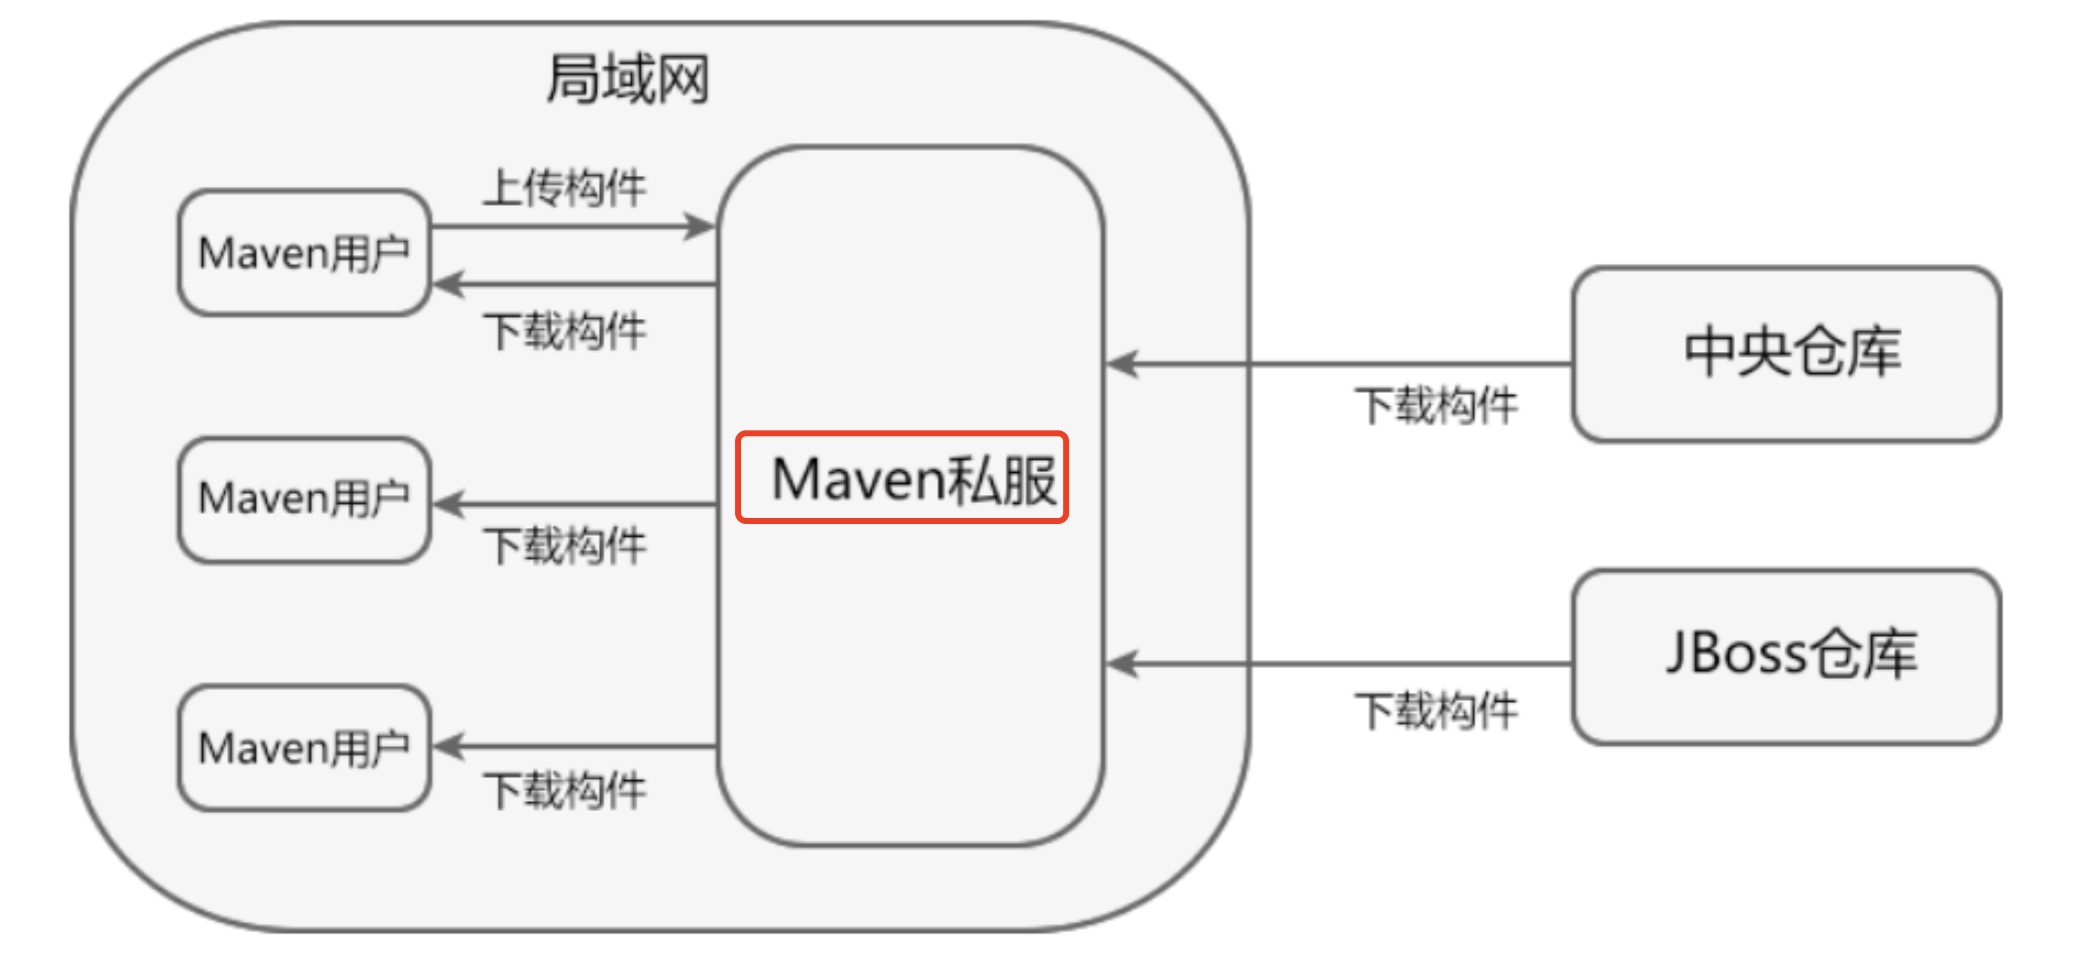 局域网
上传构件
Maven用户
下载构件
中央仓库
下载构件
Maven私服
Maven用户
下载构件
JBoss仓库
下载构件
Maven用户
下载构件